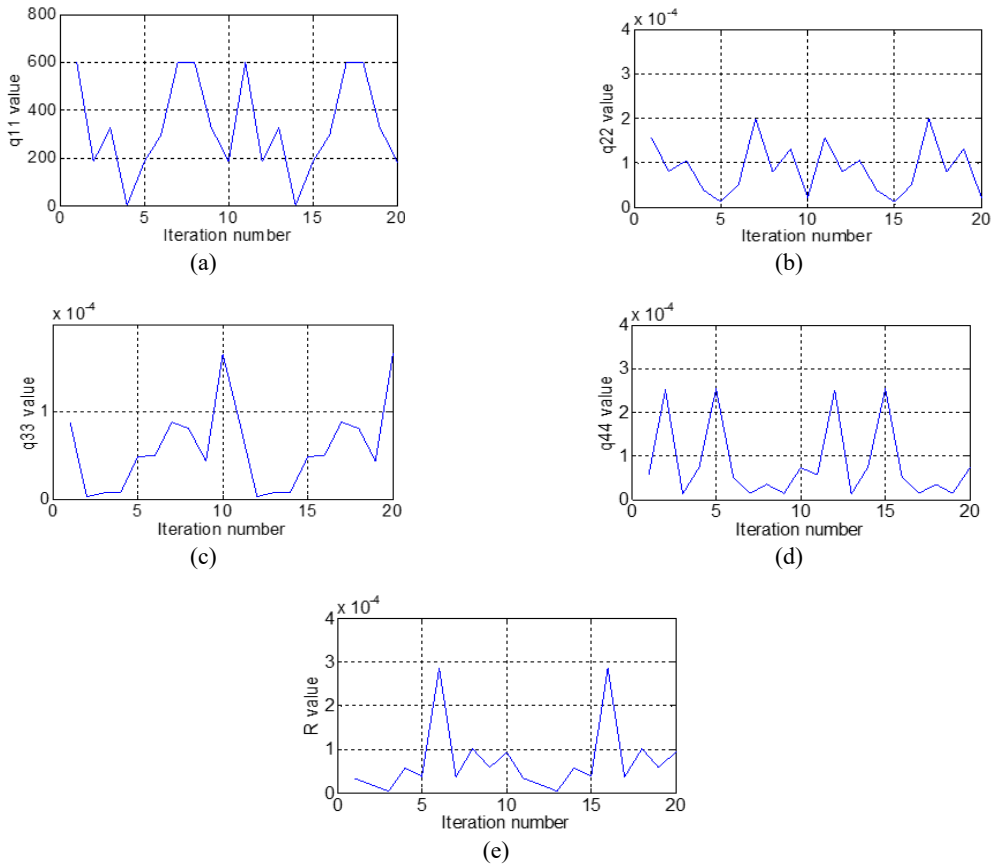 800
600
400
200
0
q11 value
0 5 10 15 20
Iteration number
(a)
x 10-4
4
3
2
1
0
q22 value
0 5 10 15 20
Iteration number
(b)
x 10-4
1
0
q33 value
0 5 10 15 20
Iteration number
(c)
x 10-4
4
3
2
1
0
q44 value
0 5 10 15 20
Iteration number
(d)
x 10-4
4
3
2
1
0
R value
0 5 10 15 20
Iteration number
(e)